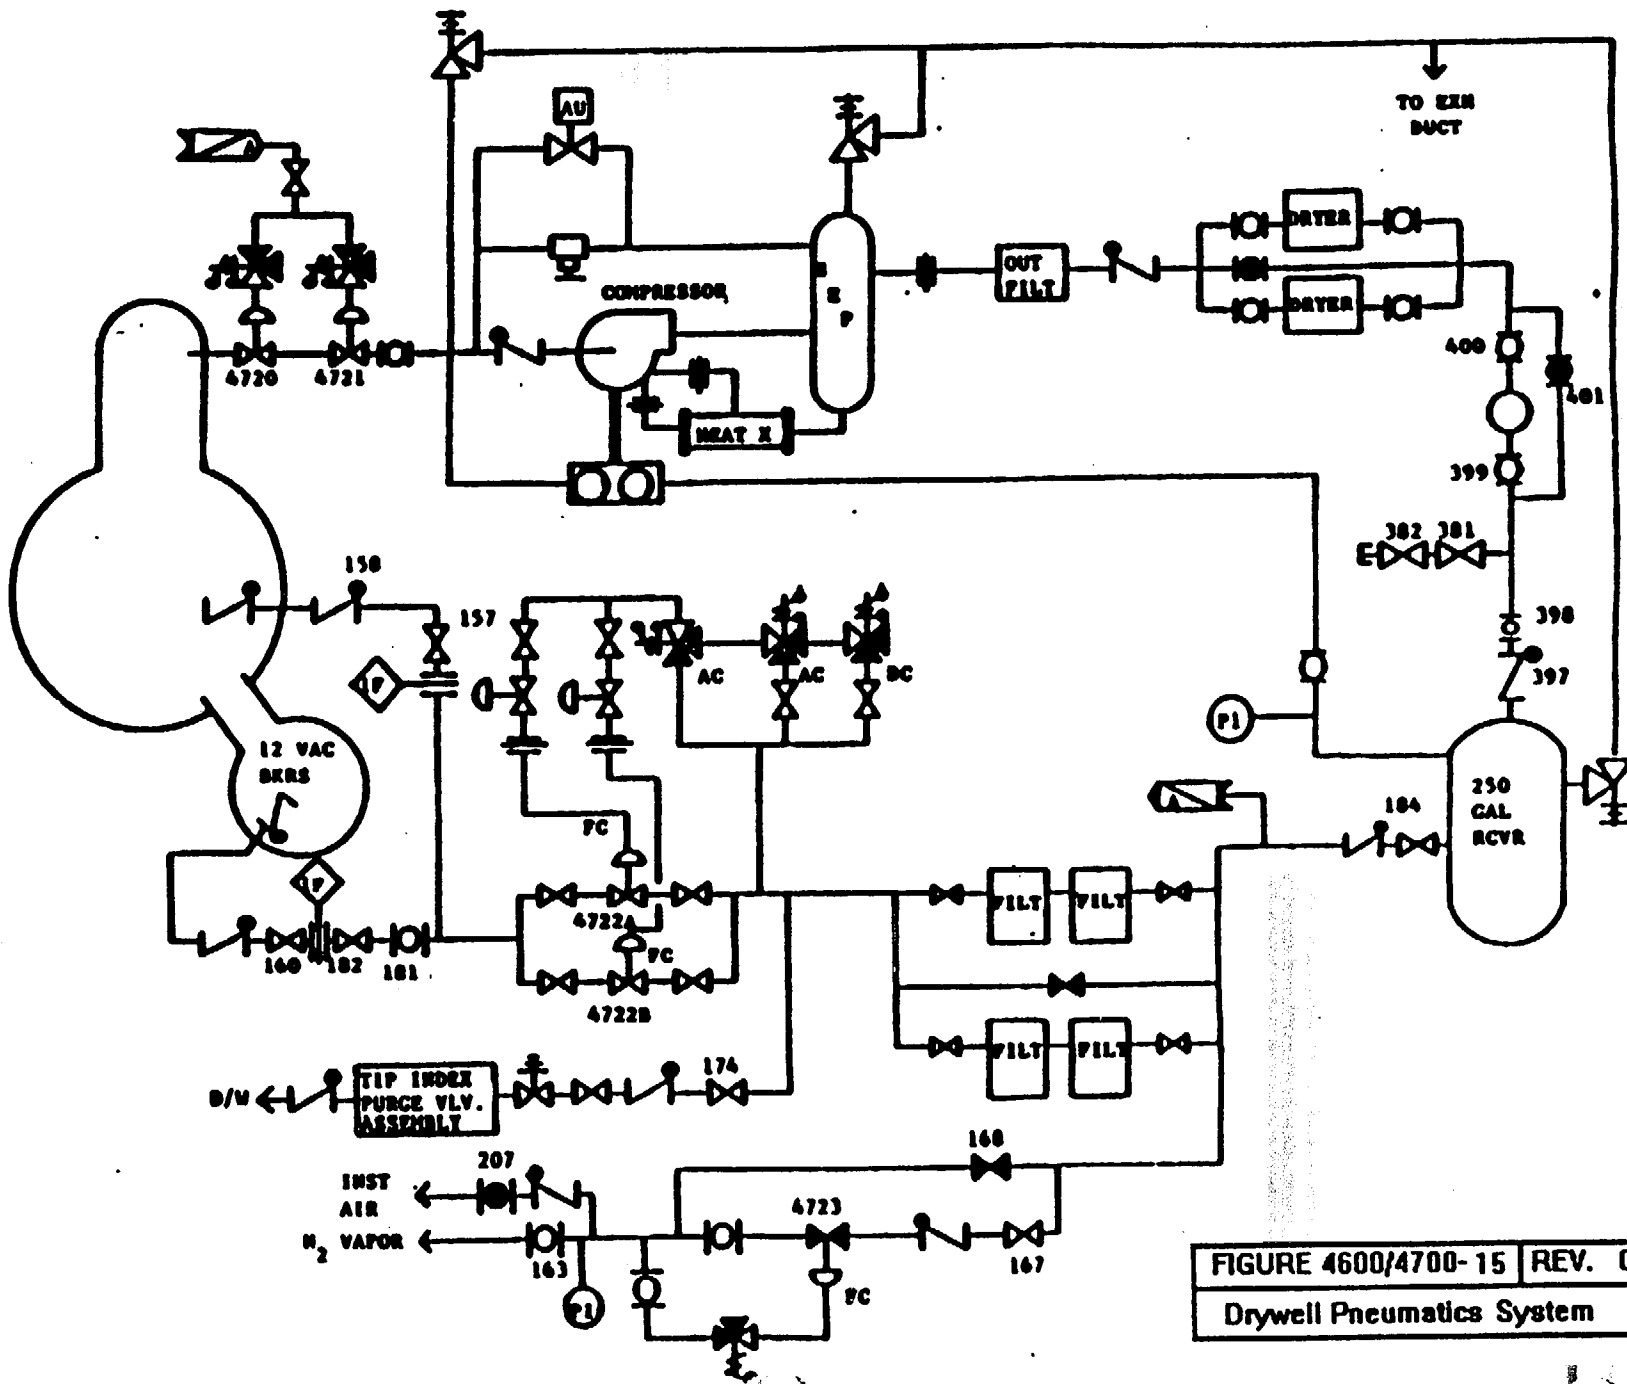 TO EXH
DUCT
AU
A
DRYER
OUT
FILT
SEP
DRYER
COMPRESSOR
400
4720
4721
401
HEAT X
399
382
381
158
157
398
AC
AC
DC
397
PI
12 VAC
BKRS
250
GAL
RCVR
184
A
FC
FILT
FILT
4722A
FC
160
182
181
4722B
FILT
FILT
174
D/W
TIP INDEX
PURGE VLV.
ASSEMBLY
168
207
INST
AIR
4723
N2 VAPOR
163
167
PI
FC
FIGURE 4600/4700-15
REV.
Drywell Pneumatics System